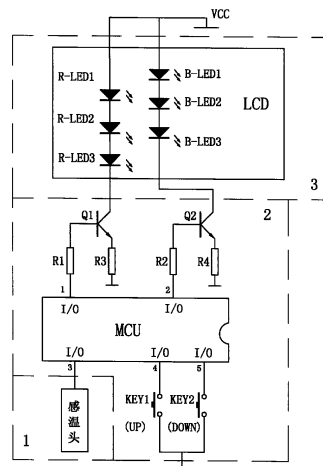 VCC
R-LED1
B-LED1
R-LED2
B-LED2
LCD
R-LED3
B-LED3
3
Q1
Q2
2
R1
R3
R2
R4
1
2
I/O
I/O
MCU
I/O
I/O
I/O
3
4
5
感温头
KEY1
KEY2
(UP)
(DOWN)
1